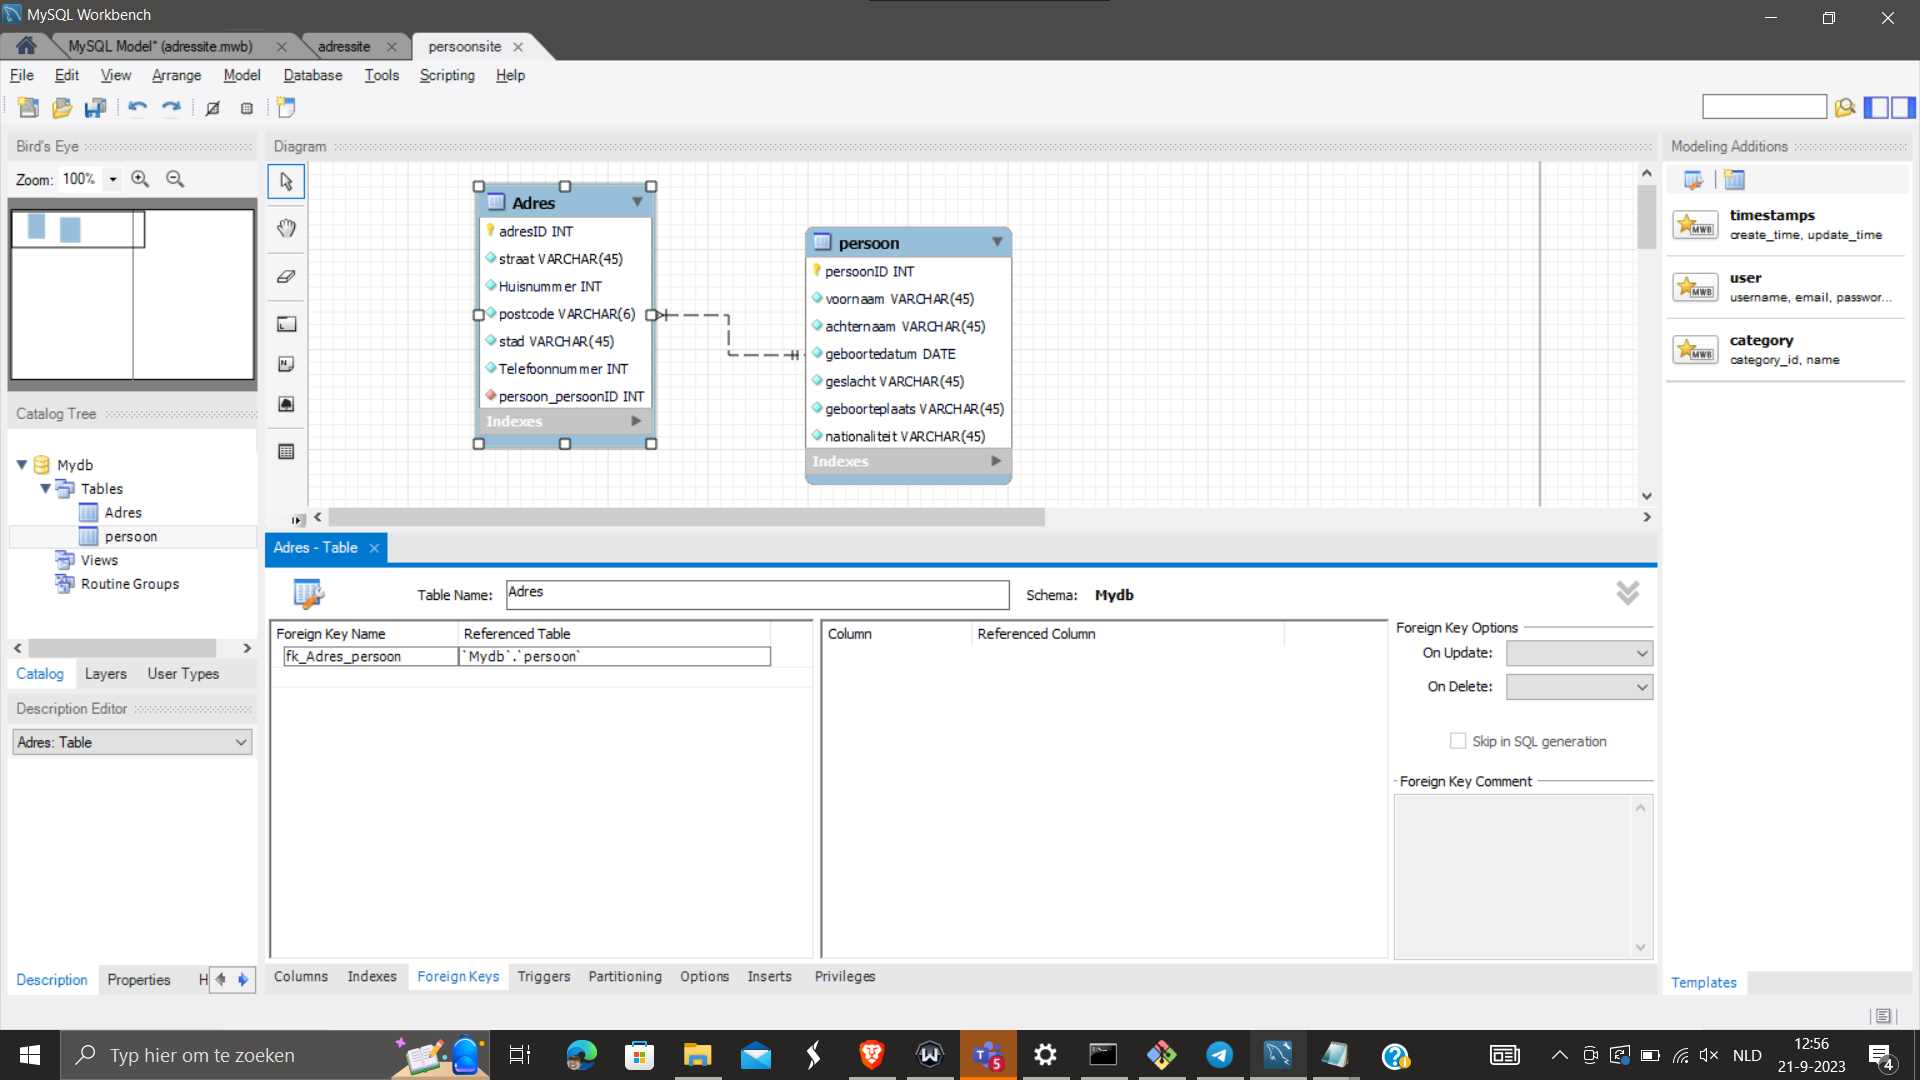 MySQL Workbench
MySQL Model* (adressite.mwb)
adressite
persoonsite
File Edit View Arrange Model Database Tools Scripting Help
Bird's Eye
Zoom: 100%
Diagram
Adres
adresID INT
straat VARCHAR(45)
Huisnummer INT
postcode VARCHAR(6)
stad VARCHAR(45)
Telefoonnummer INT
persoon_persoonID INT
Indexes
persoon
persoonID INT
voornaam VARCHAR(45)
achternaam VARCHAR(45)
geboortedatum DATE
geslacht VARCHAR(45)
geboorteplaats VARCHAR(45)
nationaliteit VARCHAR(45)
Indexes
Modeling Additions
timestamps
create_time, update_time
user
username, email, passwor...
category
category_id, name
Templates
Catalog Tree
Mydb
Tables
Adres
persoon
Views
Routine Groups
Catalog Layers User Types
Description Editor
Adres: Table
Description Properties H
Adres - Table
Table Name: Adres Schema: Mydb
Foreign Key Name Referenced Table
fk_Adres_persoon `Mydb`.`persoon`
Column Referenced Column
Foreign Key Options
On Update:
On Delete:
Skip in SQL generation
Foreign Key Comment
Columns Indexes Foreign Keys Triggers Partitioning Options Inserts Privileges
Typ hier om te zoeken
5
NLD
12:56
21-9-2023
4